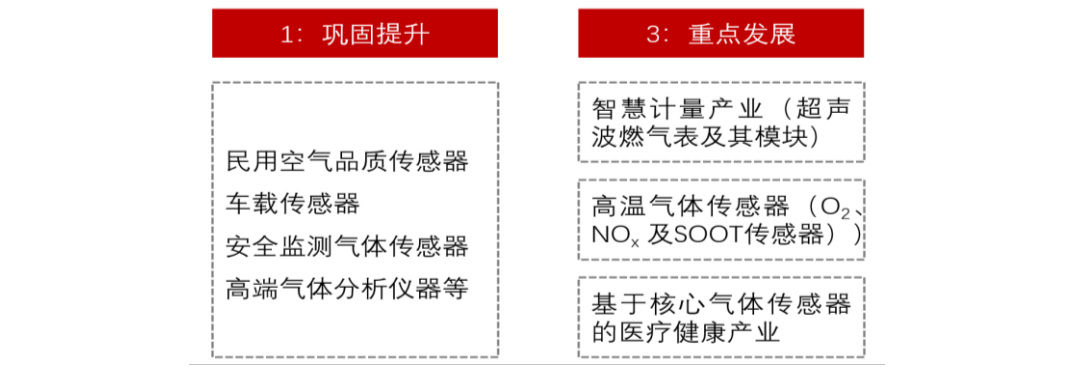 1：巩固提升
民用空气品质传感器
车载传感器
安全监测气体传感器
高端气体分析仪器等
3：重点发展
智慧计量产业（超声
波燃气表及其模块）
高温气体传感器（O₂、
NOₓ 及SOOT传感器））
基于核心气体传感器
的医疗健康产业